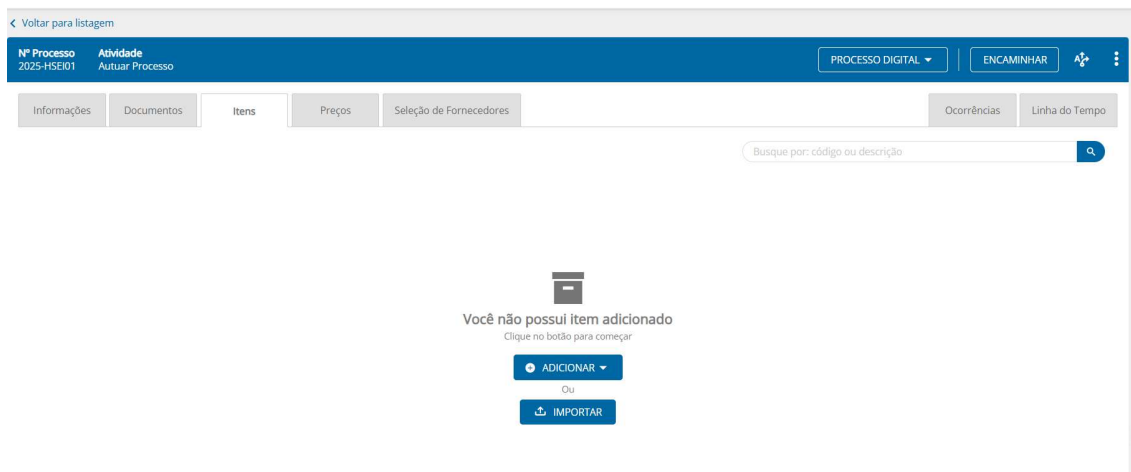 Voltar para listagem
Nº Processo Atividade
2025-HSEI01 Autuar Processo
PROCESSO DIGITAL
ENCAMINHAR
Informações Documentos Itens Preços Seleção de Fornecedores Ocorrências Linha do Tempo
Busque por: código ou descrição
Você não possui item adicionado
Clique no botão para começar
ADICIONAR
Ou
IMPORTAR